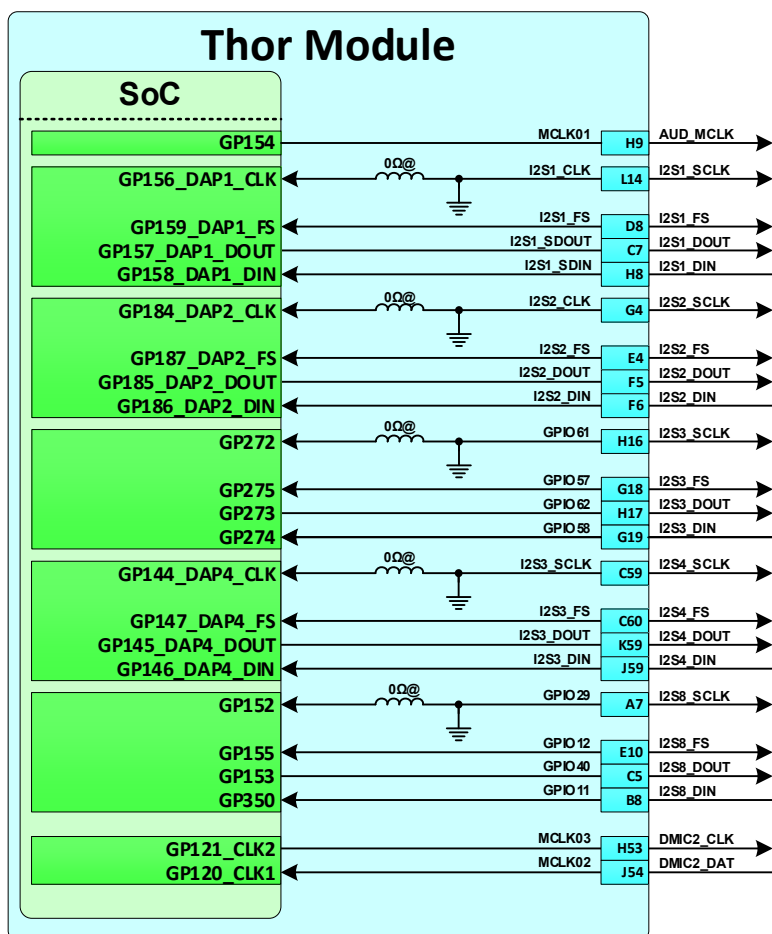 Thor Module
SoC
GP154 MCLK01 H9 AUD_MCLK
GP156_DAP1_CLK 0Ω@ I2S1_CLK L14 I2S1_SCLK
GP159_DAP1_FS I2S1_FS D8 I2S1_FS
GP157_DAP1_DOUT I2S1_SDOUT C7 I2S1_DOUT
GP158_DAP1_DIN I2S1_SDIN H8 I2S1_DIN
GP184_DAP2_CLK 0Ω@ I2S2_CLK G4 I2S2_SCLK
GP187_DAP2_FS I2S2_FS E4 I2S2_FS
GP185_DAP2_DOUT I2S2_DOUT F5 I2S2_DOUT
GP186_DAP2_DIN I2S2_DIN F6 I2S2_DIN
GP272 0Ω@ GPIO61 H16 I2S3_SCLK
GP275 GPIO57 G18 I2S3_FS
GP273 GPIO62 H17 I2S3_DOUT
GP274 GPIO58 G19 I2S3_DIN
GP144_DAP4_CLK 0Ω@ I2S3_SCLK C59 I2S4_SCLK
GP147_DAP4_FS I2S3_FS C60 I2S4_FS
GP145_DAP4_DOUT I2S3_DOUT K59 I2S4_DOUT
GP146_DAP4_DIN I2S3_DIN J59 I2S4_DIN
GP152 0Ω@ GPIO29 A7 I2S8_SCLK
GP155 GPIO12 E10 I2S8_FS
GP153 GPIO40 C5 I2S8_DOUT
GP350 GPIO11 B8 I2S8_DIN
GP121_CLK2 MCLK03 H53 DMIC2_CLK
GP120_CLK1 MCLK02 J54 DMIC2_DAT